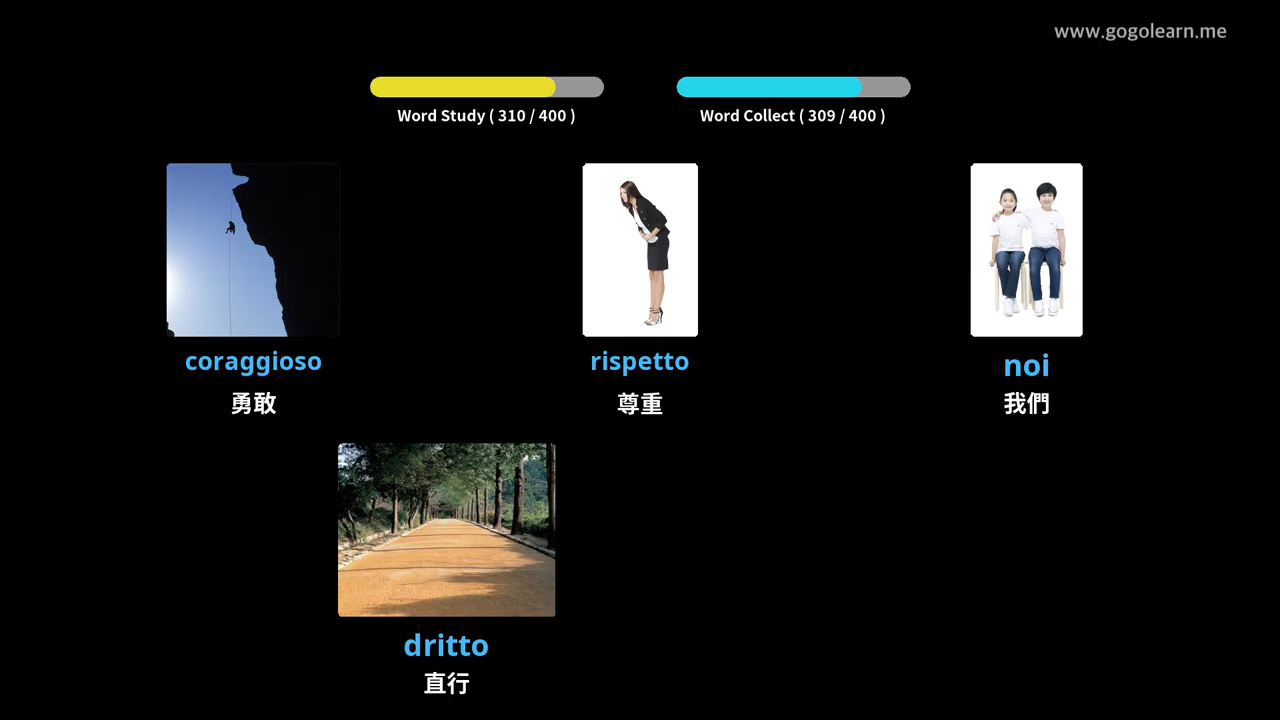 www.gogolearn.me
Word Study ( 310 / 400 )
Word Collect ( 309 / 400 )
coraggioso
勇敢
rispetto
尊重
noi
我們
dritto
直行